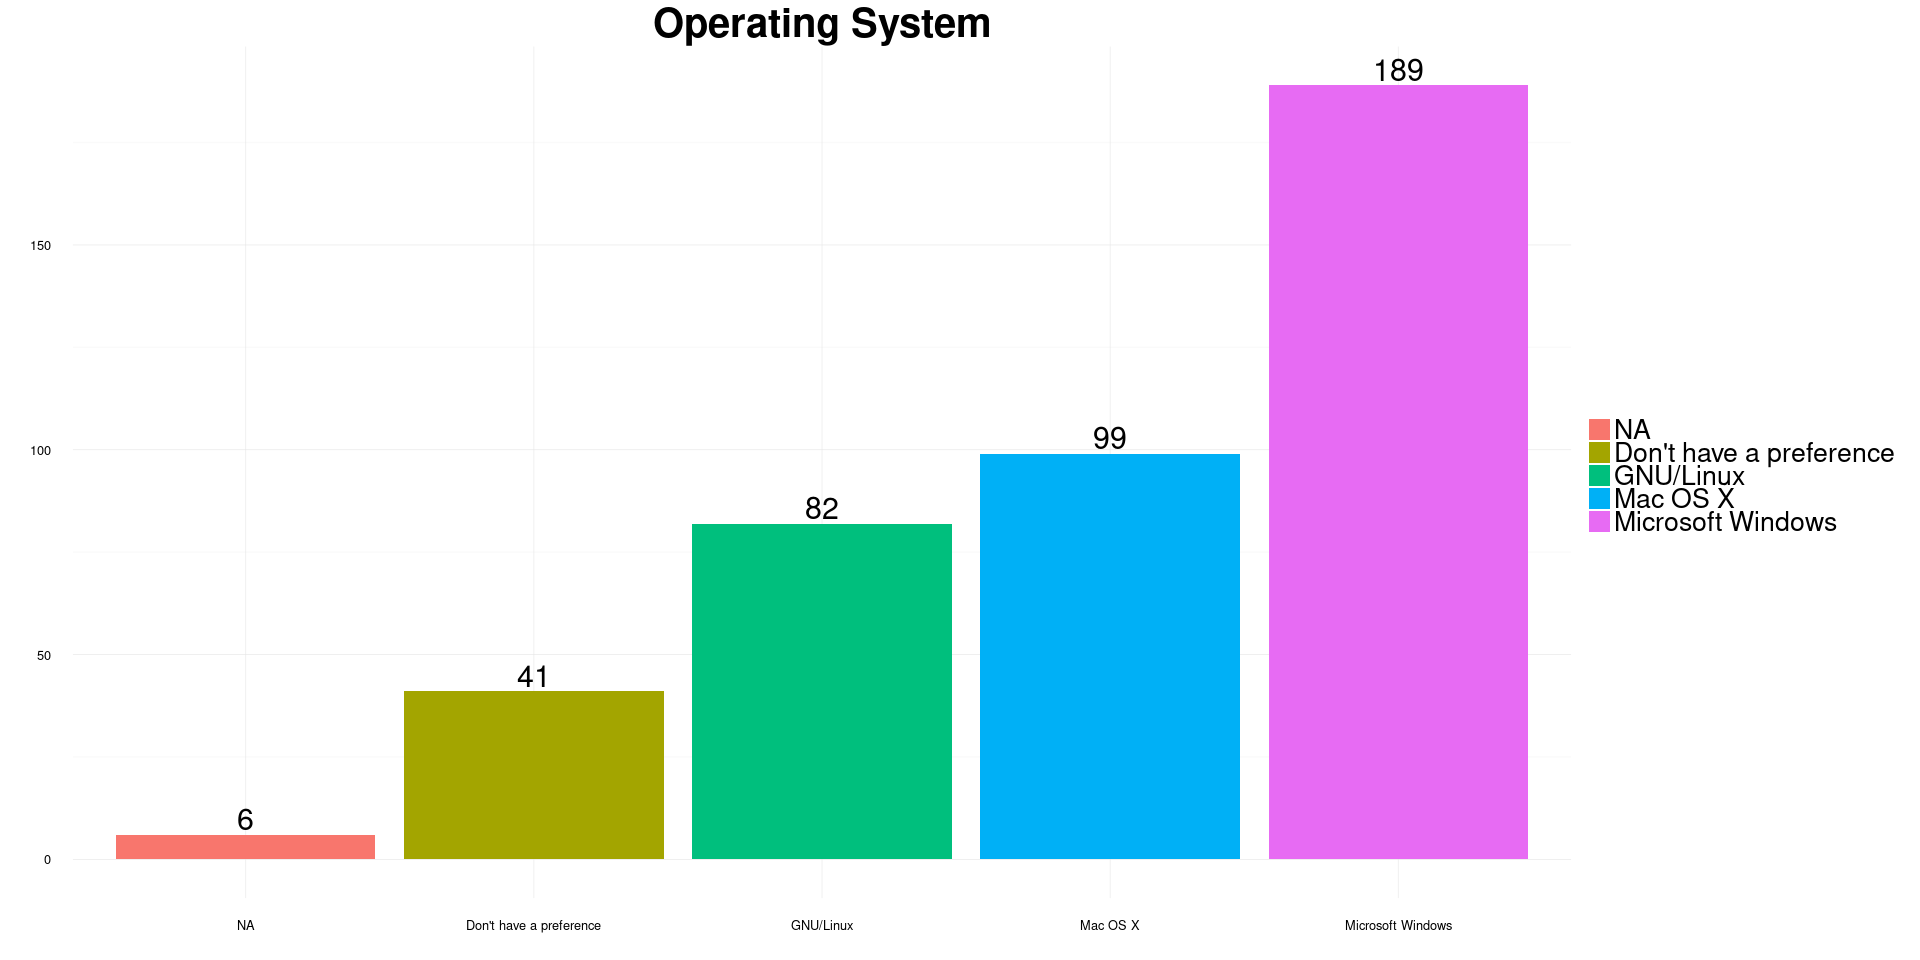 Operating System
189
150
99
100
82
50
41
6
0
NA
Don't have a preference
GNU/Linux
Mac OS X
Microsoft Windows
NA
Don't have a preference
GNU/Linux
Mac OS X
Microsoft Windows